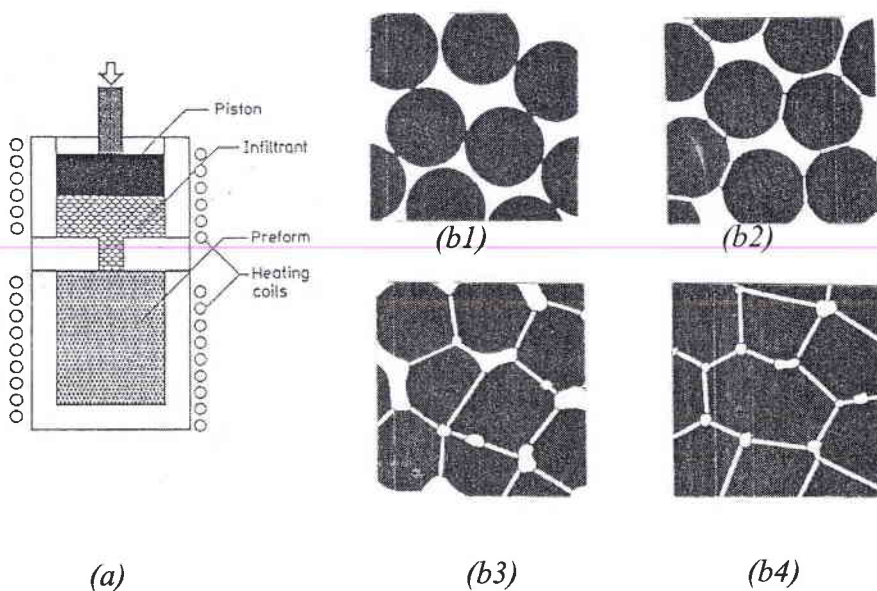 Piston
Infiltrant
Preform
Heating
coils
(b1)
(b2)
(a)
(b3)
(b4)